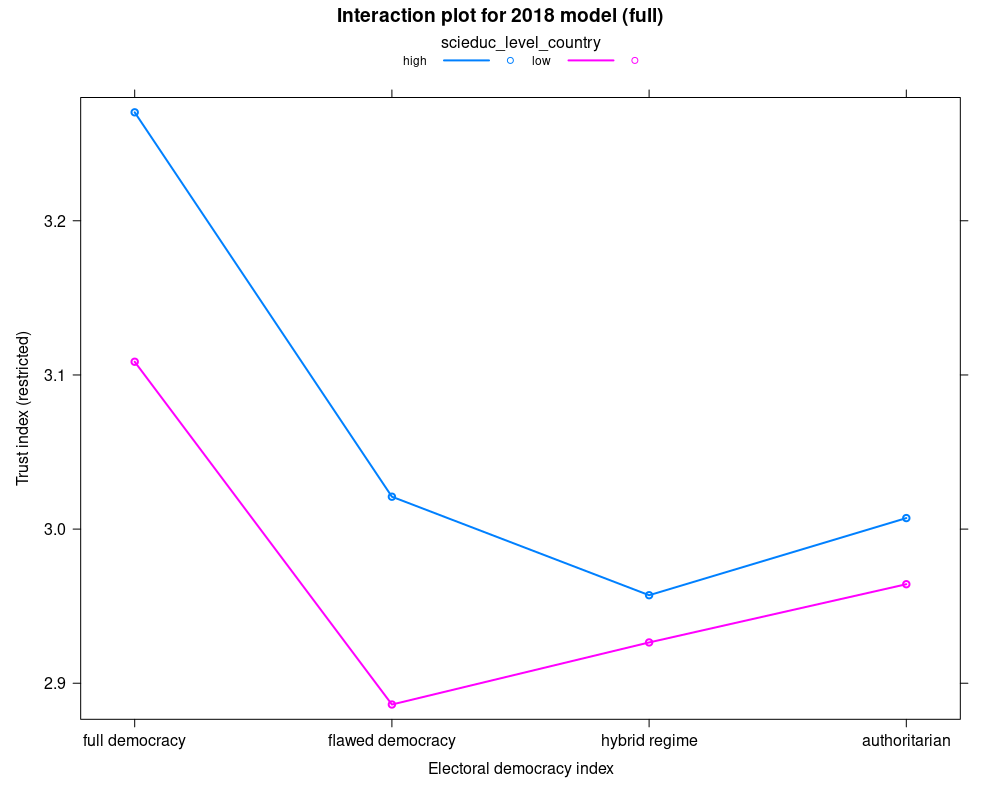 Interaction plot for 2018 model (full)
scieduc_level_country
high low
Trust index (restricted)
3.2
3.1
3.0
2.9
full democracy flawed democracy hybrid regime authoritarian
Electoral democracy index